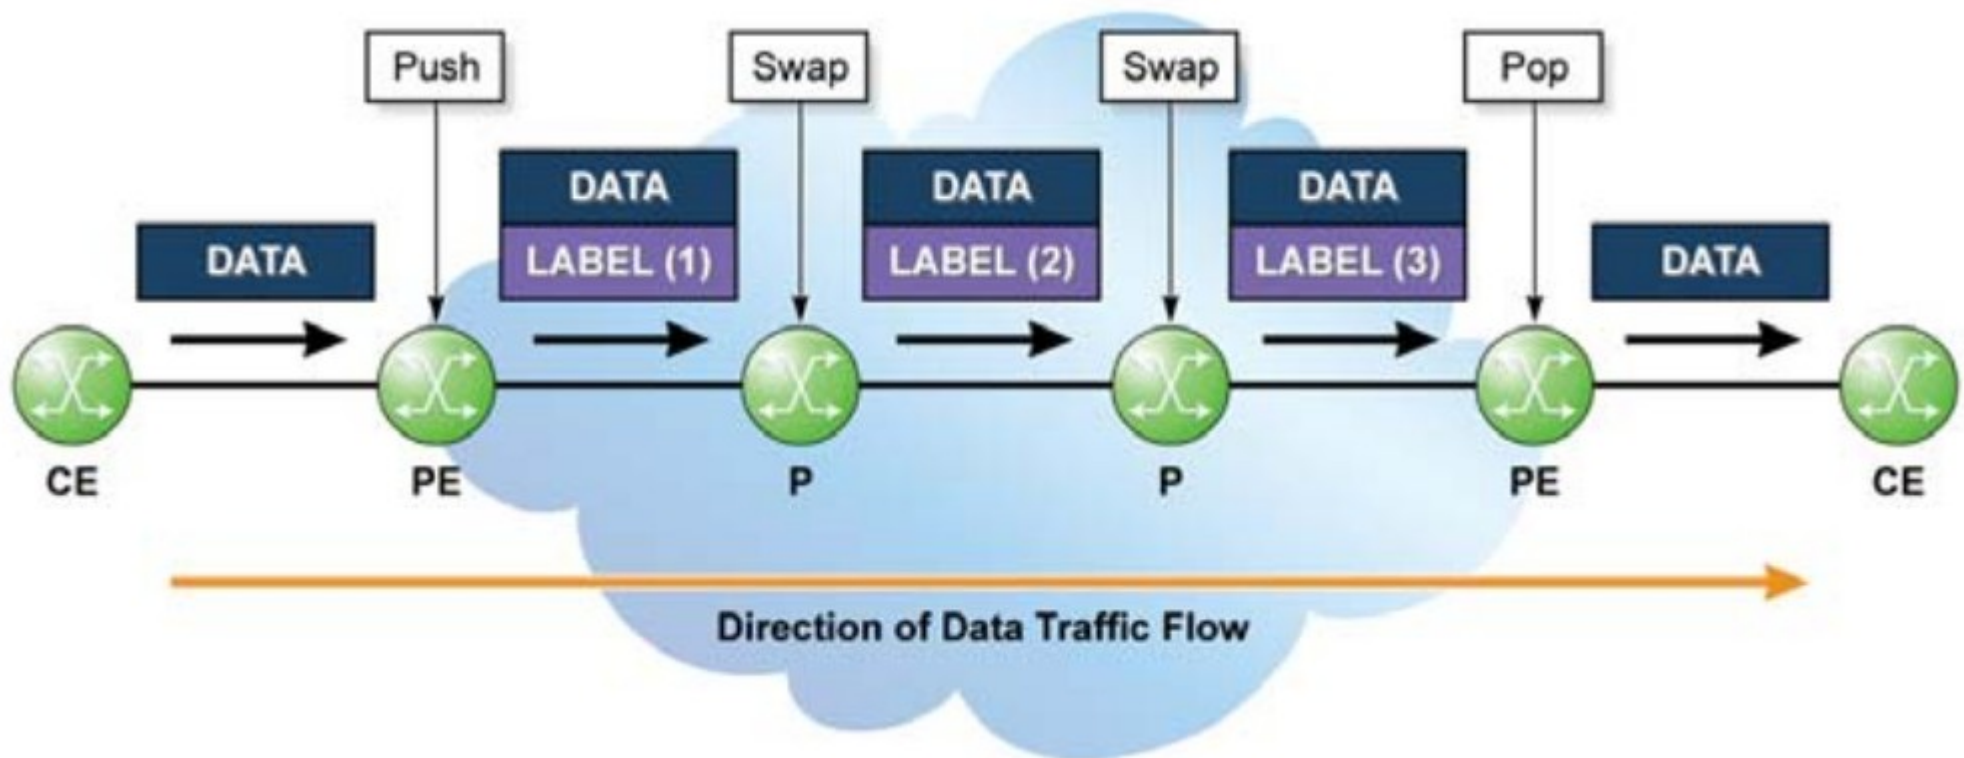 Push
Swap
Swap
Pop
DATA
DATA
DATA
DATA
LABEL (1)
LABEL (2)
LABEL (3)
DATA
CE
PE
P
P
PE
CE
Direction of Data Traffic Flow